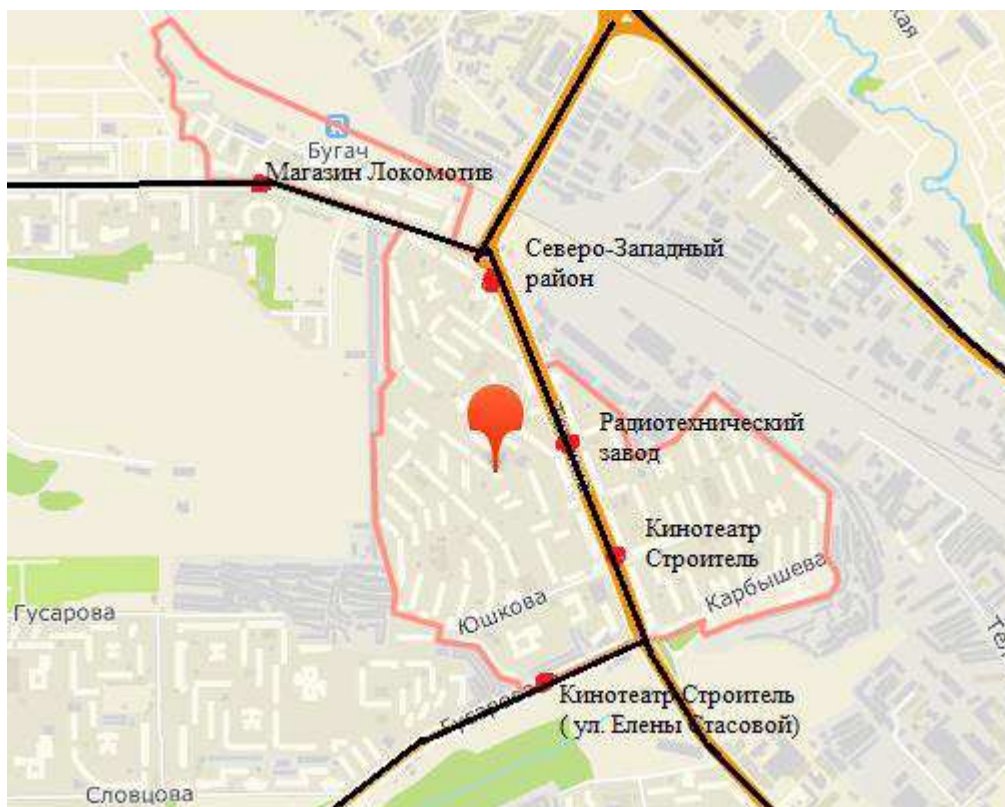 Бугач
Магазин Локомотив
Северо-Западный
район
Радиотехнический
завод
Кинотеатр
Строитель
Карбышева
Юшкова
Гусарова
Гусарова
Кинотеатр Строитель
( ул. Елены Стасовой)
Словцова